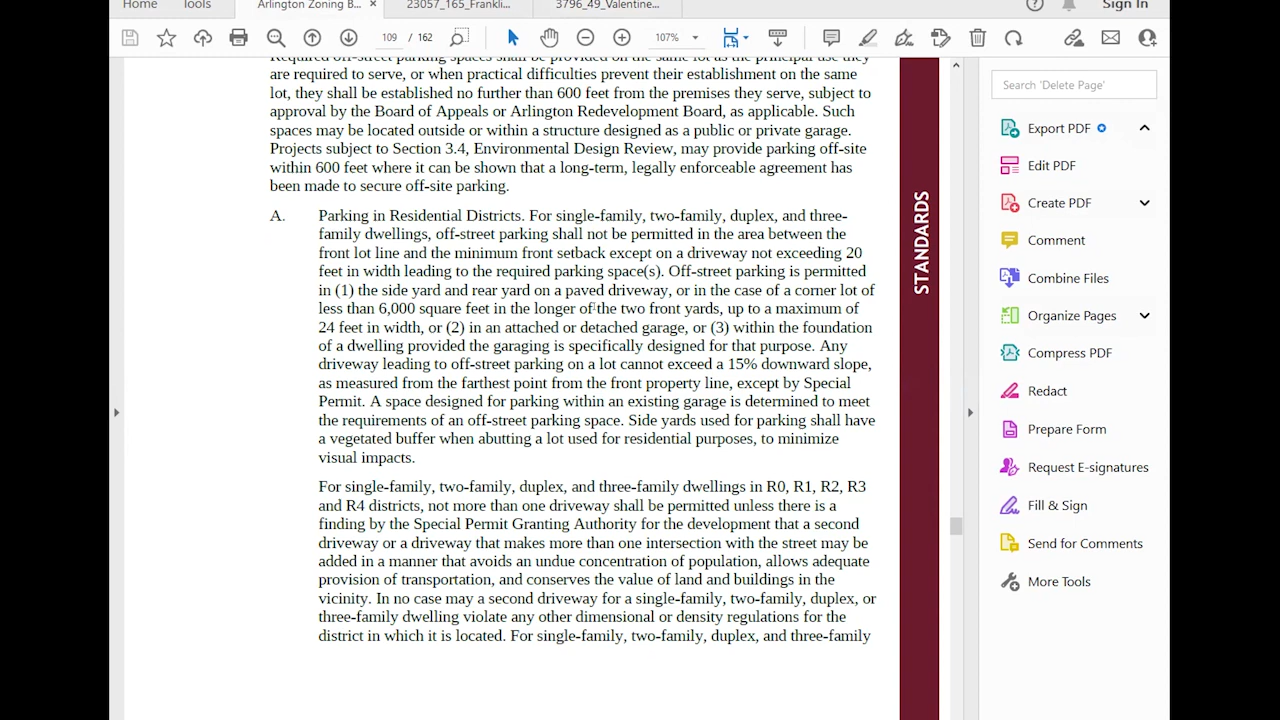 Home
Tools
Arlington Zoning B... ×
23057_165_Frankli...
3796_49_Valentine...
Sign In
109 / 162
107%
Required off-street parking spaces shall be provided on the same lot as the principal use they
are required to serve, or when practical difficulties prevent their establishment on the same
lot, they shall be established no further than 600 feet from the premises they serve, subject to
approval by the Board of Appeals or Arlington Redevelopment Board, as applicable. Such
spaces may be located outside or within a structure designed as a public or private garage.
Projects subject to Section 3.4, Environmental Design Review, may provide parking off-site
within 600 feet where it can be shown that a long-term, legally enforceable agreement has
been made to secure off-site parking.
A. Parking in Residential Districts. For single-family, two-family, duplex, and three-
family dwellings, off-street parking shall not be permitted in the area between the
front lot line and the minimum front setback except on a driveway not exceeding 20
feet in width leading to the required parking space(s). Off-street parking is permitted
in (1) the side yard and rear yard on a paved driveway, or in the case of a corner lot of
less than 6,000 square feet in the longer of the two front yards, up to a maximum of
24 feet in width, or (2) in an attached or detached garage, or (3) within the foundation
of a dwelling provided the garaging is specifically designed for that purpose. Any
driveway leading to off-street parking on a lot cannot exceed a 15% downward slope,
as measured from the farthest point from the front property line, except by Special
Permit. A space designed for parking within an existing garage is determined to meet
the requirements of an off-street parking space. Side yards used for parking shall have
a vegetated buffer when abutting a lot used for residential purposes, to minimize
visual impacts.
For single-family, two-family, duplex, and three-family dwellings in R0, R1, R2, R3
and R4 districts, not more than one driveway shall be permitted unless there is a
finding by the Special Permit Granting Authority for the development that a second
driveway or a driveway that makes more than one intersection with the street may be
added in a manner that avoids an undue concentration of population, allows adequate
provision of transportation, and conserves the value of land and buildings in the
vicinity. In no case may a second driveway for a single-family, two-family, duplex, or
three-family dwelling violate any other dimensional or density regulations for the
district in which it is located. For single-family, two-family, duplex, and three-family
STANDARDS
Search 'Delete Page'
Export PDF
Edit PDF
Create PDF
Comment
Combine Files
Organize Pages
Compress PDF
Redact
Prepare Form
Request E-signatures
Fill & Sign
Send for Comments
More Tools